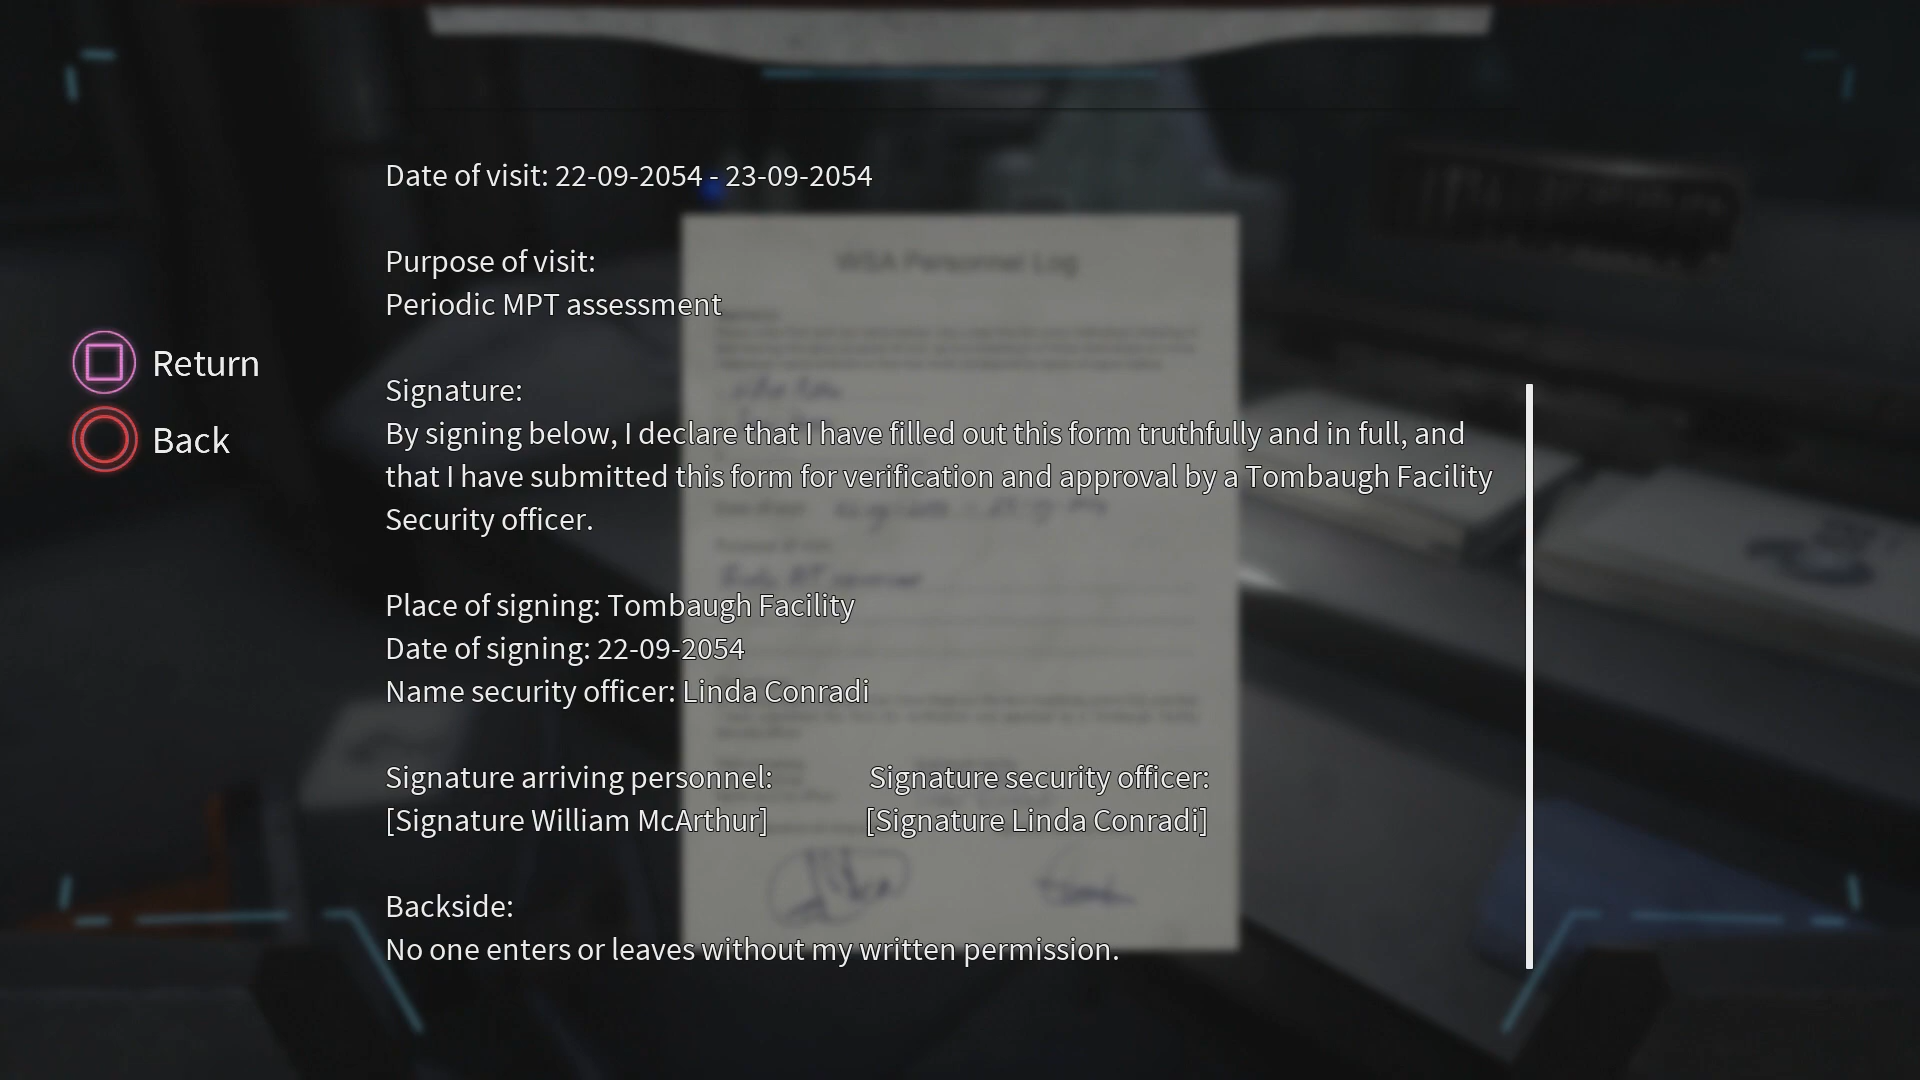 Date of visit: 22-09-2054 - 23-09-2054
Purpose of visit:
Periodic MPT assessment
Return
Back
Signature:
By signing below, I declare that I have filled out this form truthfully and in full, and
that I have submitted this form for verification and approval by a Tombaugh Facility
Security officer.
Place of signing: Tombaugh Facility
Date of signing: 22-09-2054
Name security officer: Linda Conradi
Signature arriving personnel: Signature security officer:
[Signature William McArthur] [Signature Linda Conradi]
Backside:
No one enters or leaves without my written permission.
WSA Personnel Log